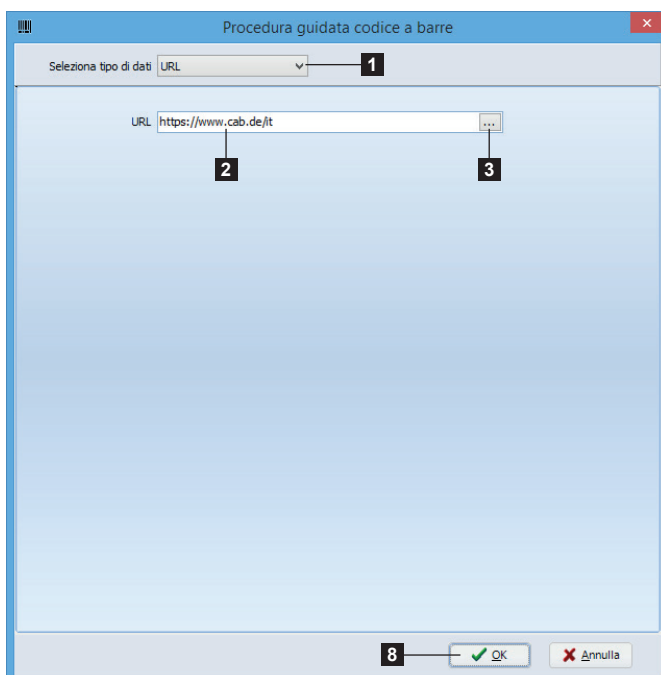 Procedura guidata codice a barre
Seleziona tipo di dati URL 1
URL https://www.cab.de/it ...
2 3
8 OK Annulla